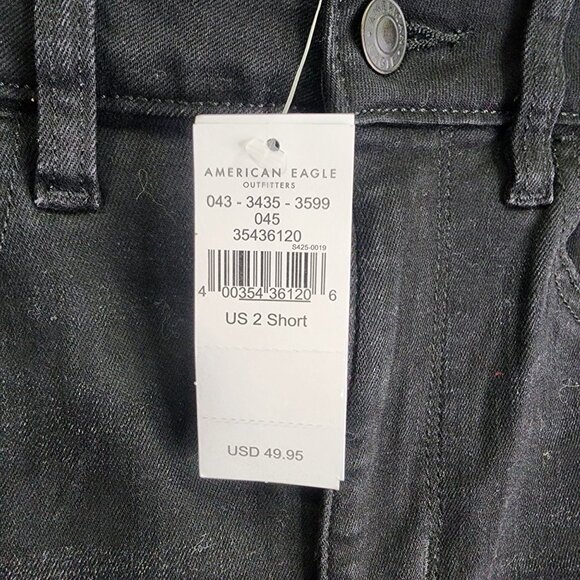 AMERICAN EAGLE
OUTFITTERS
043 - 3435 - 3599
045
35436120
S425-0019
4 00354 36120 6
US 2 Short
USD 49.95